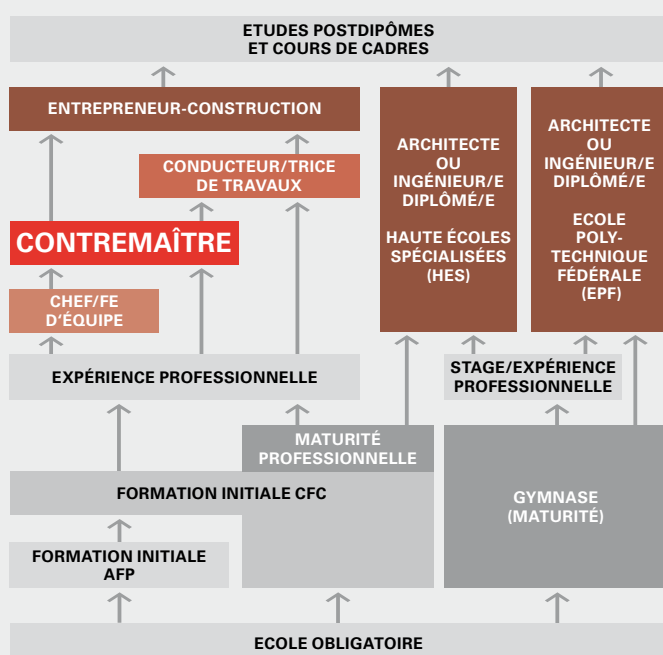 ETUDES POSTDIPÔMES
ET COURS DE CADRES
ENTREPRENEUR-CONSTRUCTION
CONDUCTEUR/TRICE
DE TRAVAUX
CONTREMAÎTRE
CHEF/FE
D'ÉQUIPE
ARCHITECTE
OU
INGÉNIEUR/E
DIPLÔMÉ/E
HAUTE ÉCOLES
SPÉCIALISÉES
(HES)
ARCHITECTE
OU
INGÉNIEUR/E
DIPLÔMÉ/E
ECOLE
POLY-
TECHNIQUE
FÉDÉRALE
(EPF)
EXPÉRIENCE PROFESSIONNELLE
STAGE/EXPÉRIENCE
PROFESSIONNELLE
MATURITÉ
PROFESSIONNELLE
FORMATION INITIALE CFC
GYMNASE
(MATURITÉ)
FORMATION INITIALE
AFP
ECOLE OBLIGATOIRE